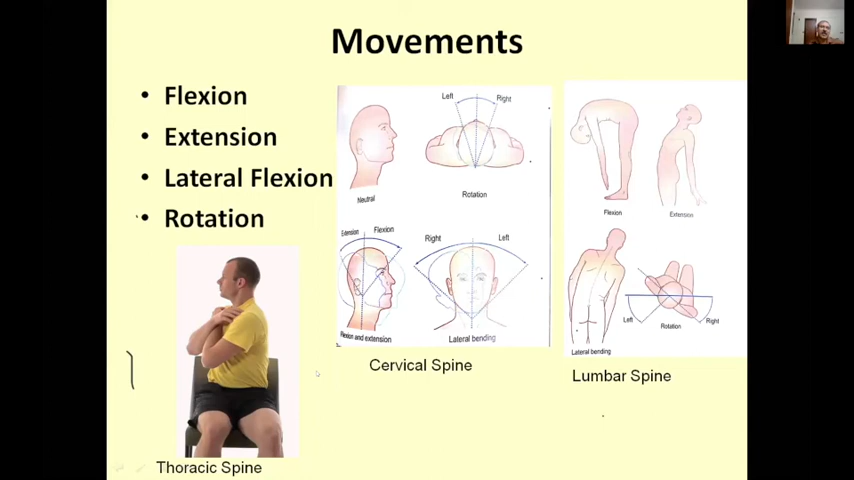 Movements
• Flexion
• Extension
• Lateral Flexion
• Rotation
Left Right
Neutral
Rotation
Extension Flexion
Right Left
Flexion and extension
Lateral bending
Cervical Spine
Flexion
Extension
Left Right
Rotation
Lateral bending
Lumbar Spine
Thoracic Spine